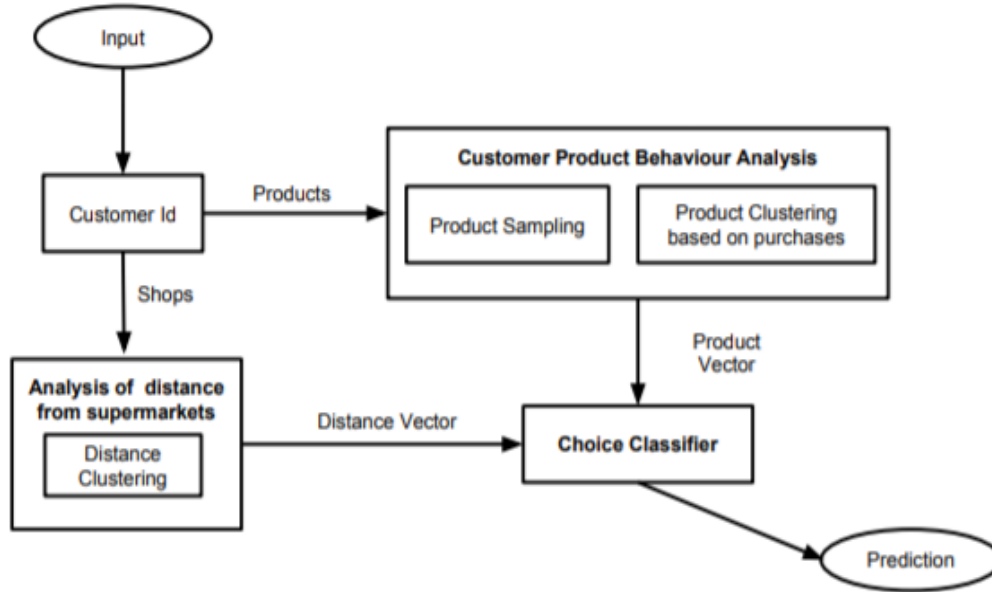 Input
Customer Product Behaviour Analysis
Products
Customer Id
Product Sampling
Product Clustering
based on purchases
Shops
Product
Vector
Analysis of distance
from supermarkets
Distance Vector
Distance
Clustering
Choice Classifier
Prediction